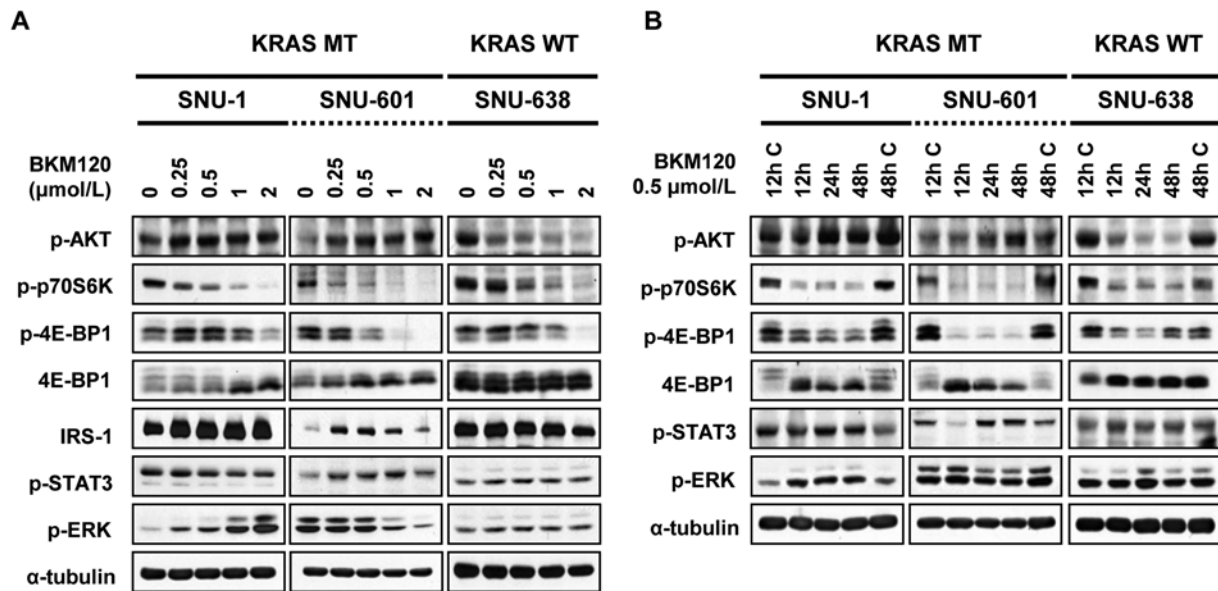 A
KRAS MT KRAS WT
SNU-1 SNU-601 SNU-638
BKM120
(μmol/L)
0 0.25 0.5 1 2 0 0.25 0.5 1 2 0 0.25 0.5 1 2
p-AKT
p-p70S6K
p-4E-BP1
4E-BP1
IRS-1
p-STAT3
p-ERK
α-tubulin
B
KRAS MT KRAS WT
SNU-1 SNU-601 SNU-638
BKM120
0.5 μmol/L
12h C 12h 24h 48h 48h C 12h C 12h 24h 48h 48h C 12h C 12h 24h 48h 48h C
p-AKT
p-p70S6K
p-4E-BP1
4E-BP1
p-STAT3
p-ERK
α-tubulin